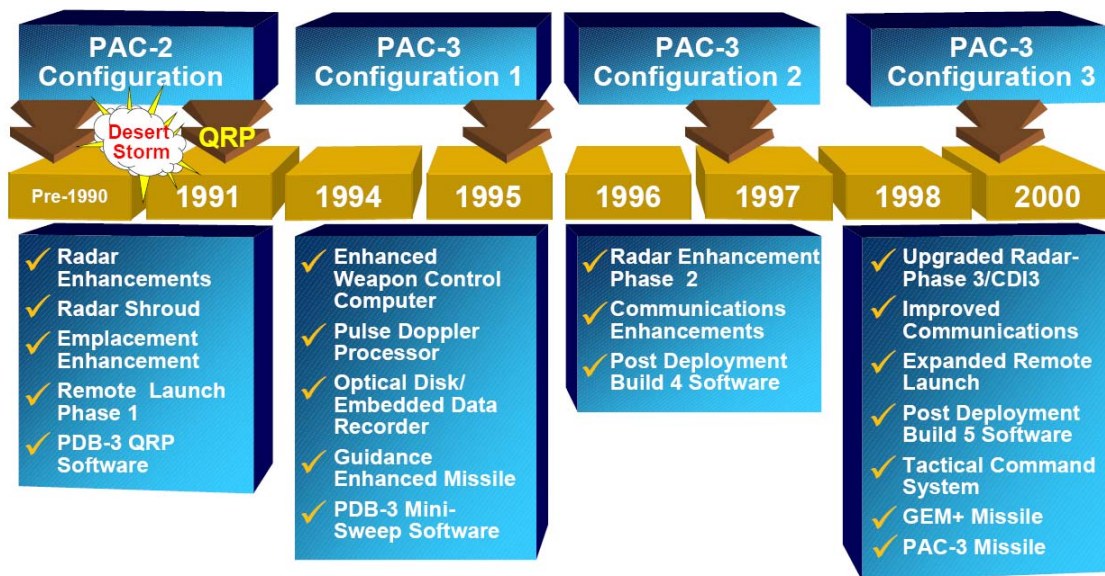 PAC-2
Configuration
PAC-3
Configuration 1
PAC-3
Configuration 2
PAC-3
Configuration 3
Desert
Storm
QRP
Pre-1990
1991
1994
1995
1996
1997
1998
2000
Radar
Enhancements
Radar Shroud
Emplacement
Enhancement
Remote Launch
Phase 1
PDB-3 QRP
Software
Enhanced
Weapon Control
Computer
Pulse Doppler
Processor
Optical Disk/
Embedded Data
Recorder
Guidance
Enhanced Missile
PDB-3 Mini-
Sweep Software
Radar Enhancement
Phase 2
Communications
Enhancements
Post Deployment
Build 4 Software
Upgraded Radar-
Phase 3/CDI3
Improved
Communications
Expanded Remote
Launch
Post Deployment
Build 5 Software
Tactical Command
System
GEM+ Missile
PAC-3 Missile